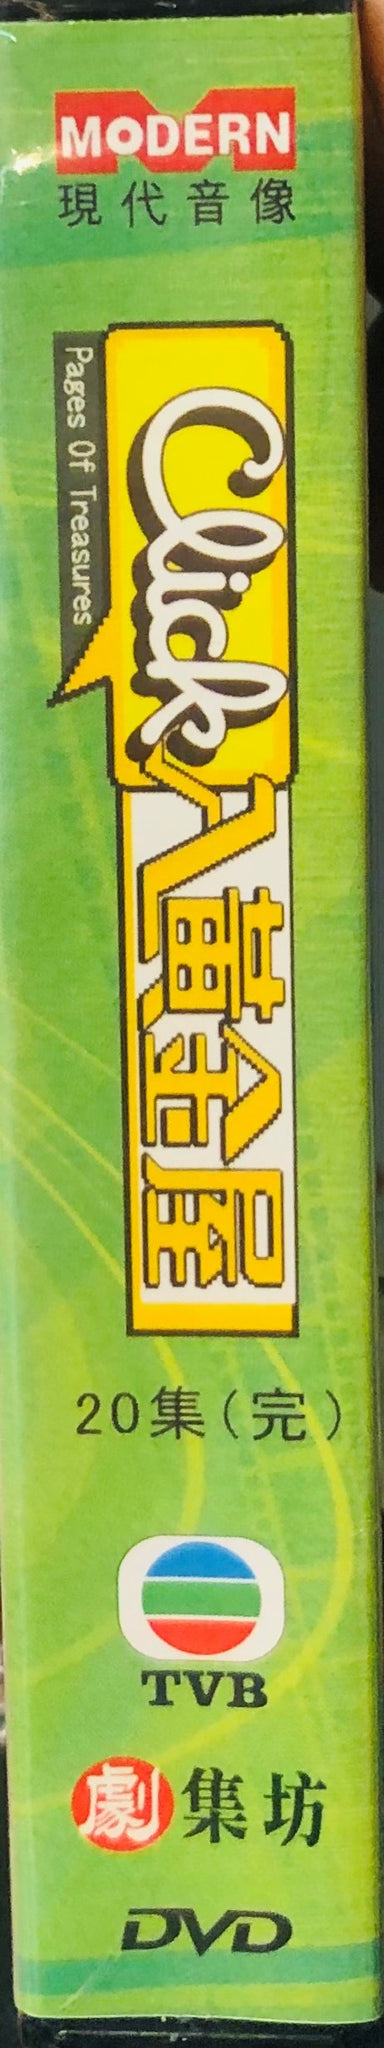 MODERN
現代音像
Click入黃金屋
Pages Of Treasures
20集(完)
TVB
劇集坊
DVD